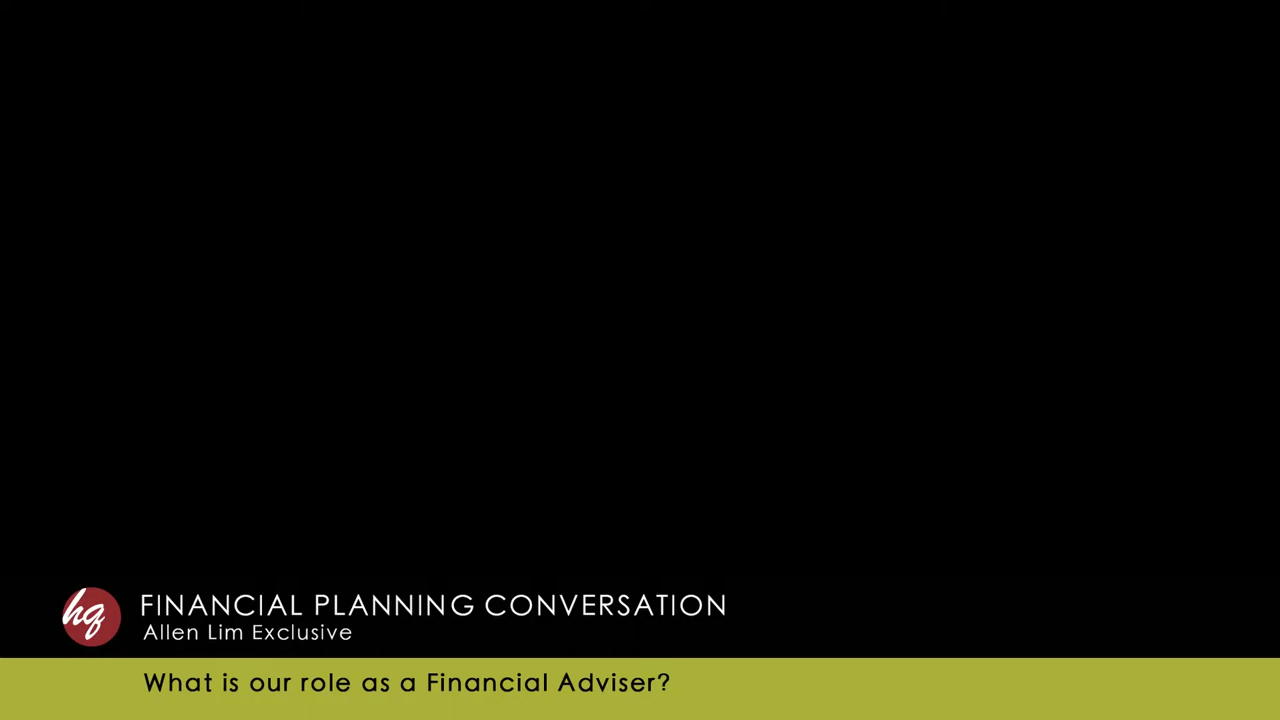 hq
FINANCIAL PLANNING CONVERSATION
Allen Lim Exclusive
What is our role as a Financial Adviser?